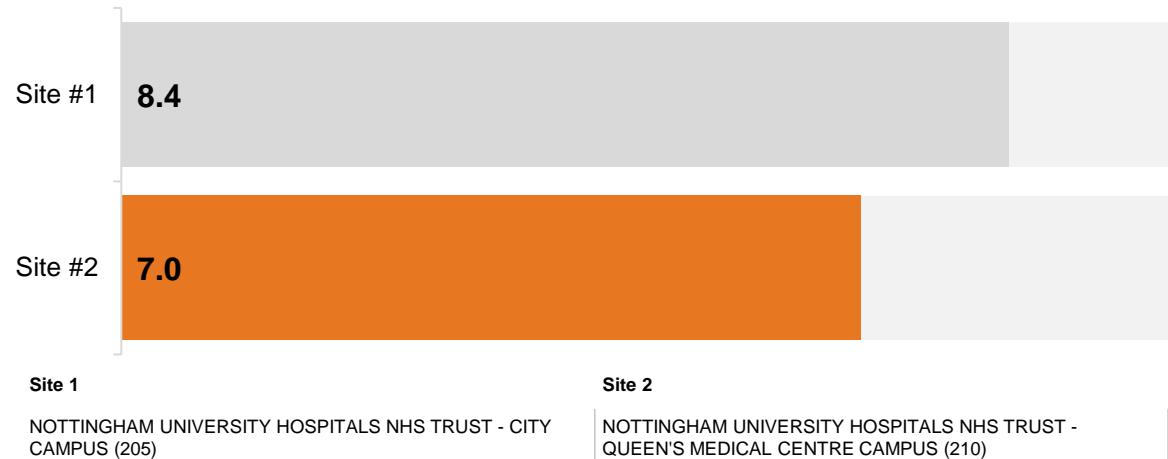 Site #1
8.4
Site #2
7.0
Site 1
Site 2
NOTTINGHAM UNIVERSITY HOSPITALS NHS TRUST - CITY
CAMPUS (205)
NOTTINGHAM UNIVERSITY HOSPITALS NHS TRUST -
QUEEN'S MEDICAL CENTRE CAMPUS (210)